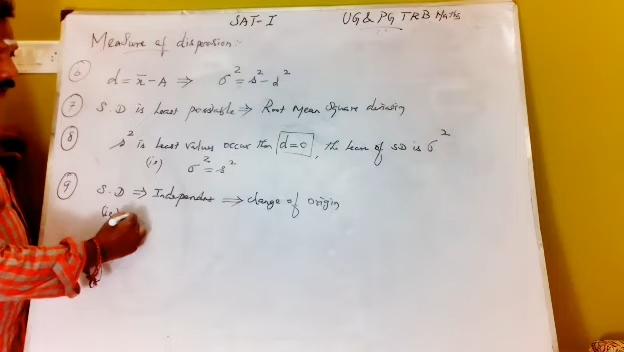 SAT-I
UG & PG TRB Maths
Measure of dispersion:-
6 d = x̄ - A ⇒ σ² = s² - d²
7 S.D is Least possible ⇒ Root Mean Square
8 s² is least values occur then d=0, the of SD is σ²
(ie) σ² = s²
9 S.D ⇒ Independent ⇒ change of origin
(ie)